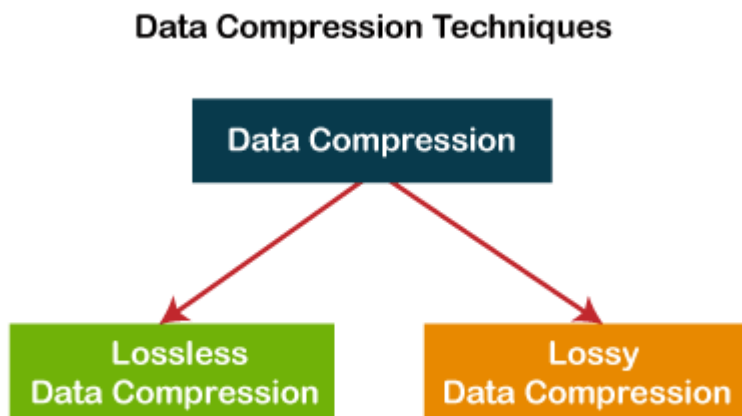 Data Compression Techniques
Data Compression
Lossless
Data Compression
Lossy
Data Compression